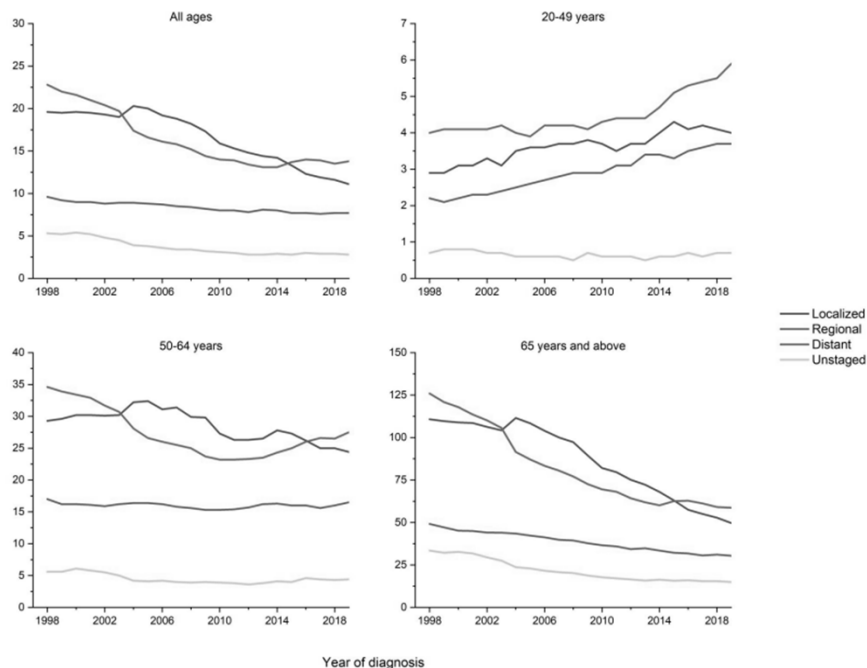 All ages
30
25
20
15
10
5
0
1998 2002 2006 2010 2014 2018
20-49 years
7
6
5
4
3
2
1
0
1998 2002 2006 2010 2014 2018
50-64 years
40
35
30
25
20
15
10
5
0
1998 2002 2006 2010 2014 2018
65 years and above
150
125
100
75
50
25
0
1998 2002 2006 2010 2014 2018
Localized
Regional
Distant
Unstaged
Year of diagnosis